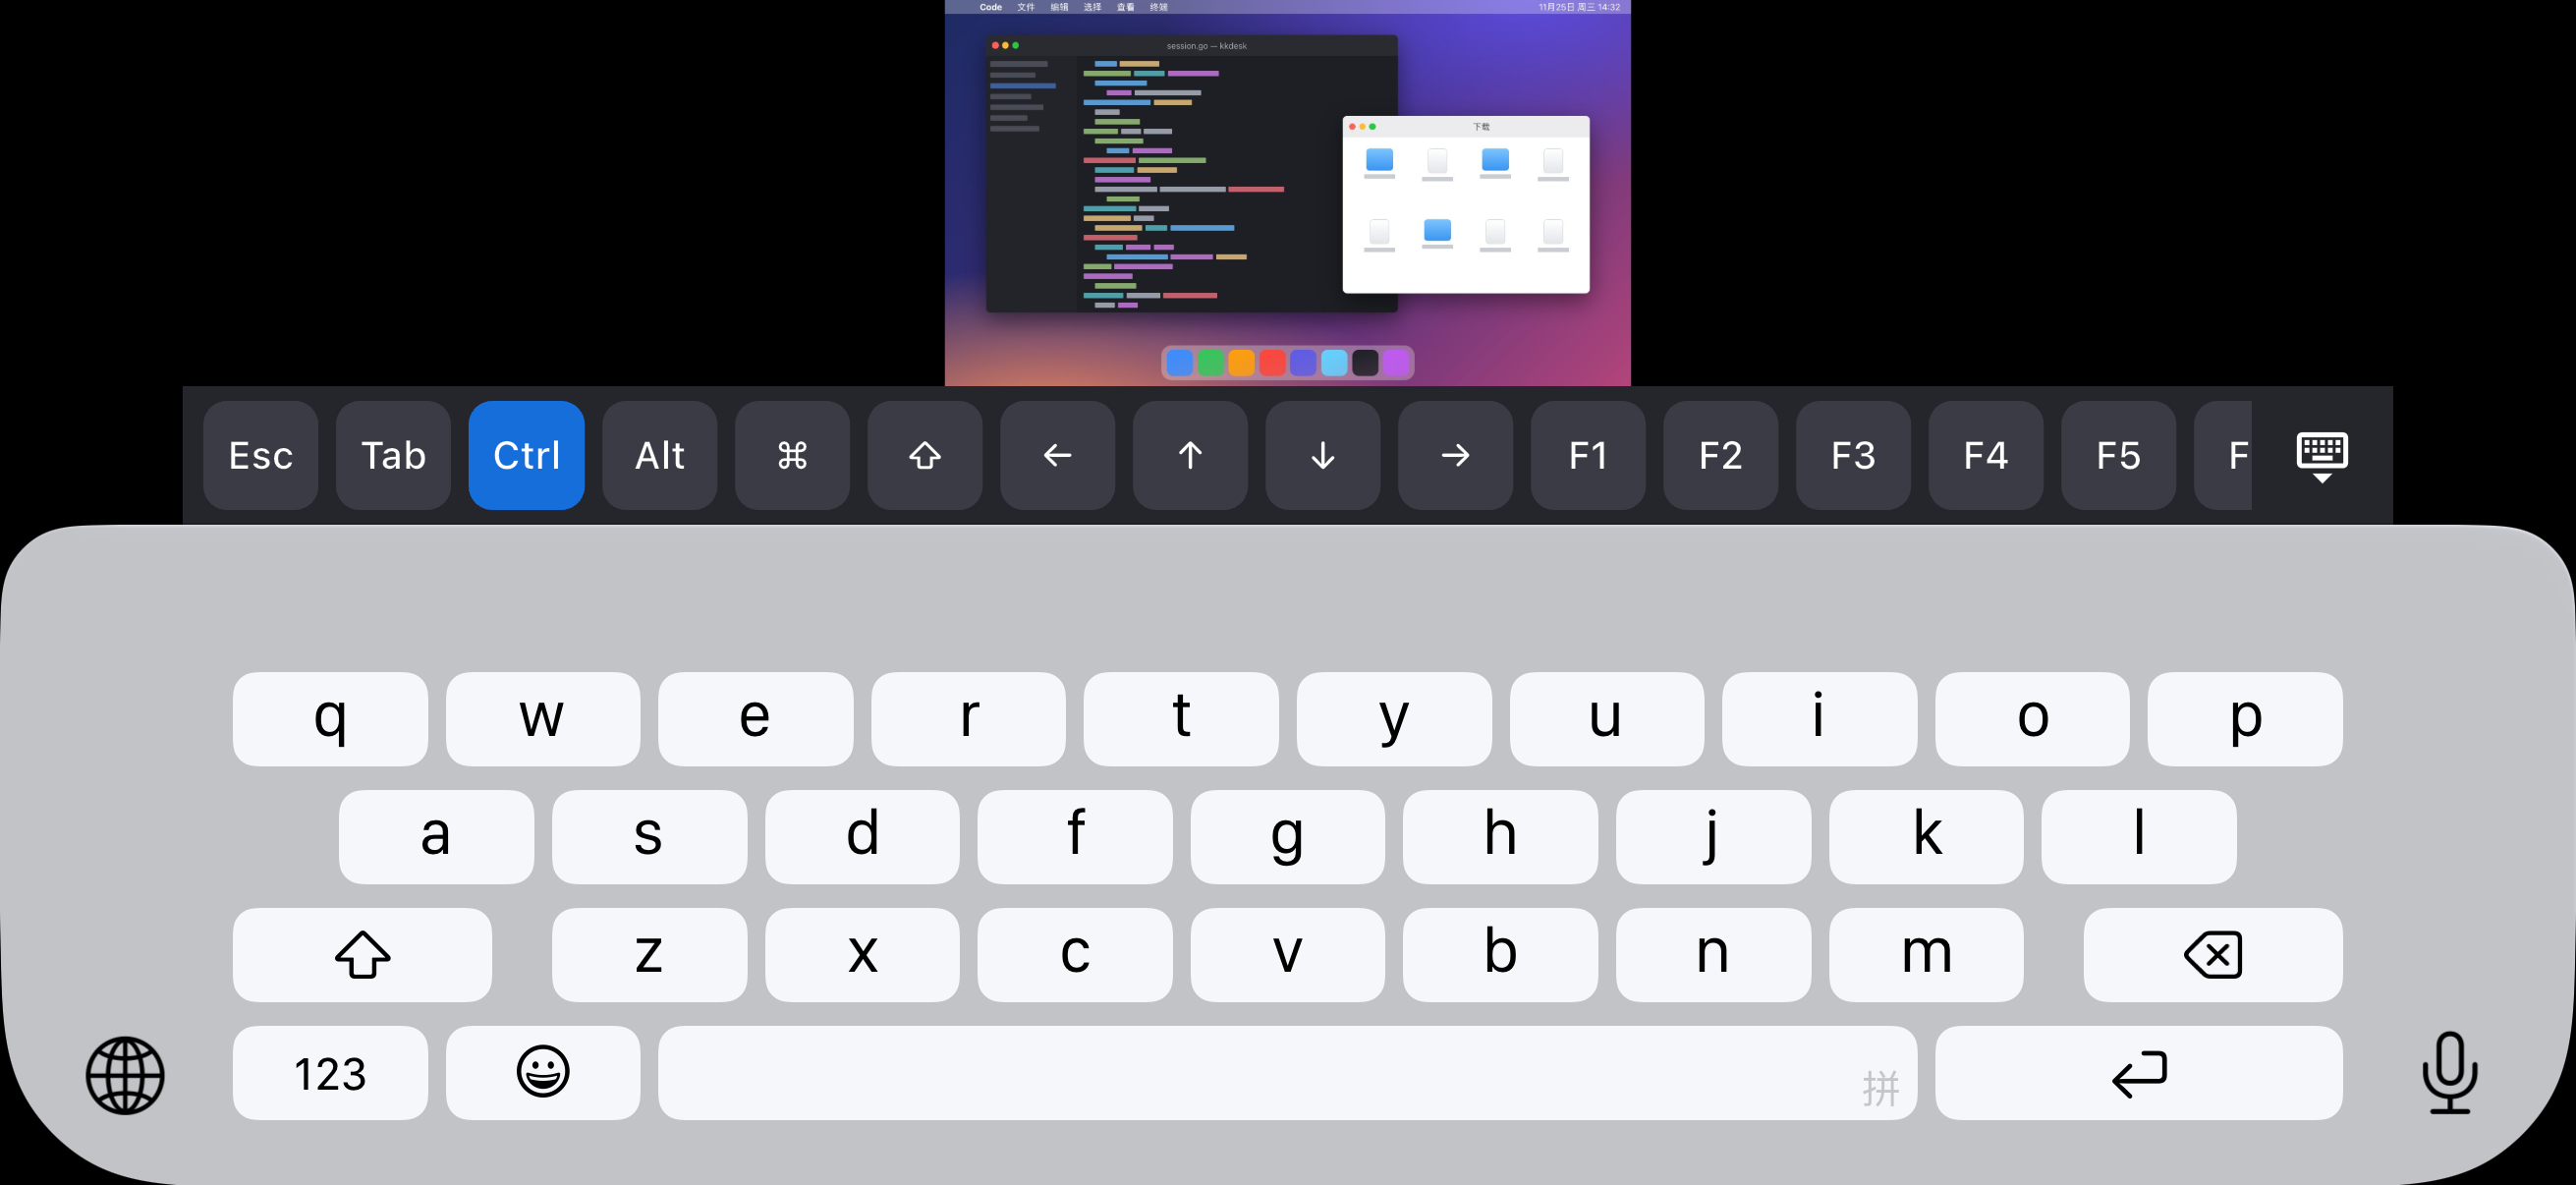 Code 文件 编辑 选择 查看 终端 11月25日 周三 14:32
session.go — kkdesk
下载
Esc Tab Ctrl Alt ⌘ ⇧ ← ↑ ↓ → F1 F2 F3 F4 F5 F
q w e r t y u i o p
a s d f g h j k l
z x c v b n m
123 拼